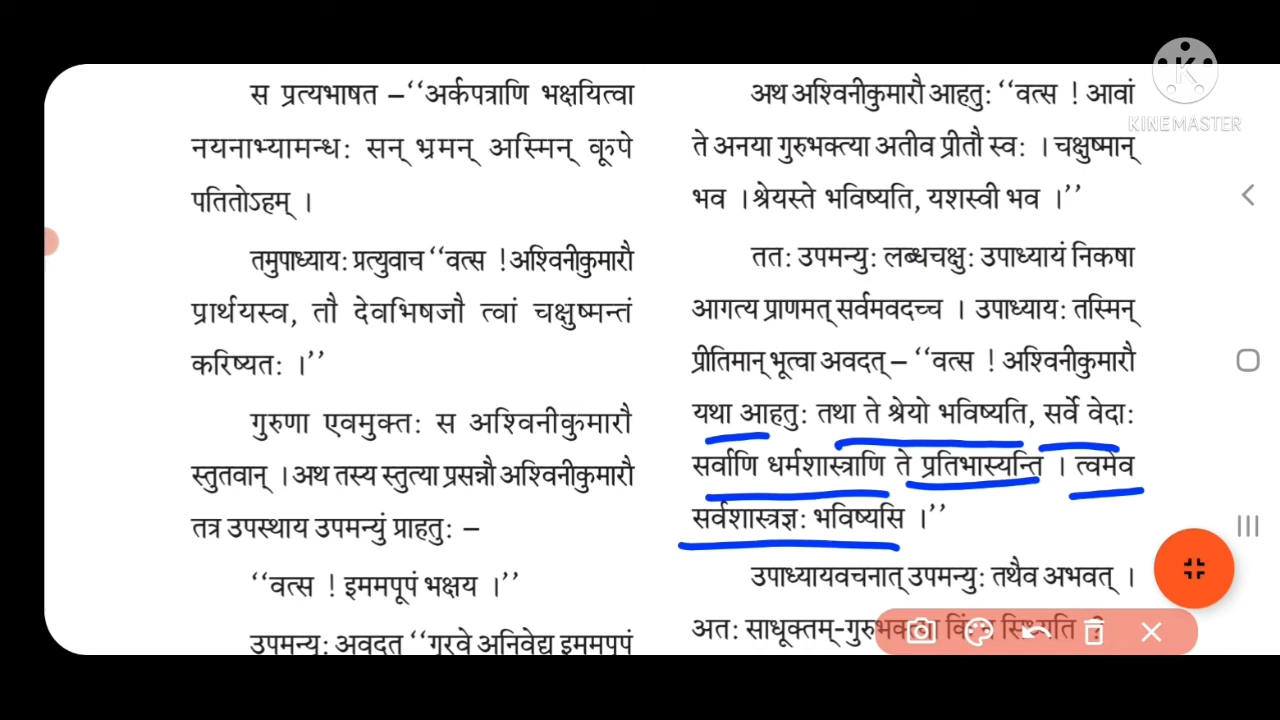 स प्रत्यभाषत –‘‘अर्कपत्राणि भक्षयित्वा
नयनाभ्यामन्धः सन् भ्रमन् अस्मिन् कूपे
पतितोऽहम् ।
तमुपाध्यायः प्रत्युवाच ‘‘वत्स ! अश्विनीकुमारौ
प्रार्थयस्व, तौ देवभिषजौ त्वां चक्षुष्मन्तं
करिष्यतः ।’’
गुरुणा एवमुक्तः स अश्विनीकुमारौ
स्तुतवान् । अथ तस्य स्तुत्या प्रसन्नौ अश्विनीकुमारौ
तत्र उपस्थाय उपमन्युं प्राहतुः –
‘‘वत्स ! इममपूपं भक्षय ।’’
उपमन्युः अवदत् ‘‘गुरवे अनिवेद्य इममपूपं
अथ अश्विनीकुमारौ आहतुः ‘‘वत्स ! आवां
ते अनया गुरुभक्त्या अतीव प्रीतौ स्वः । चक्षुष्मान्
भव । श्रेयस्ते भविष्यति, यशस्वी भव ।’’
ततः उपमन्युः लब्धचक्षुः उपाध्यायं निकषा
आगत्य प्राणमत् सर्वमवदच्च । उपाध्यायः तस्मिन्
प्रीतिमान् भूत्वा अवदत् – ‘‘वत्स ! अश्विनीकुमारौ
यथा आहतुः तथा ते श्रेयो भविष्यति, सर्वे वेदाः
सर्वाणि धर्मशास्त्राणि ते प्रतिभास्यन्ति । त्वमेव
सर्वशास्त्रज्ञः भविष्यसि ।’’
उपाध्यायवचनात् उपमन्युः तथैव अभवत् ।
अतः साधूक्तम्-गुरुभक्त्या ?
KINEMASTER